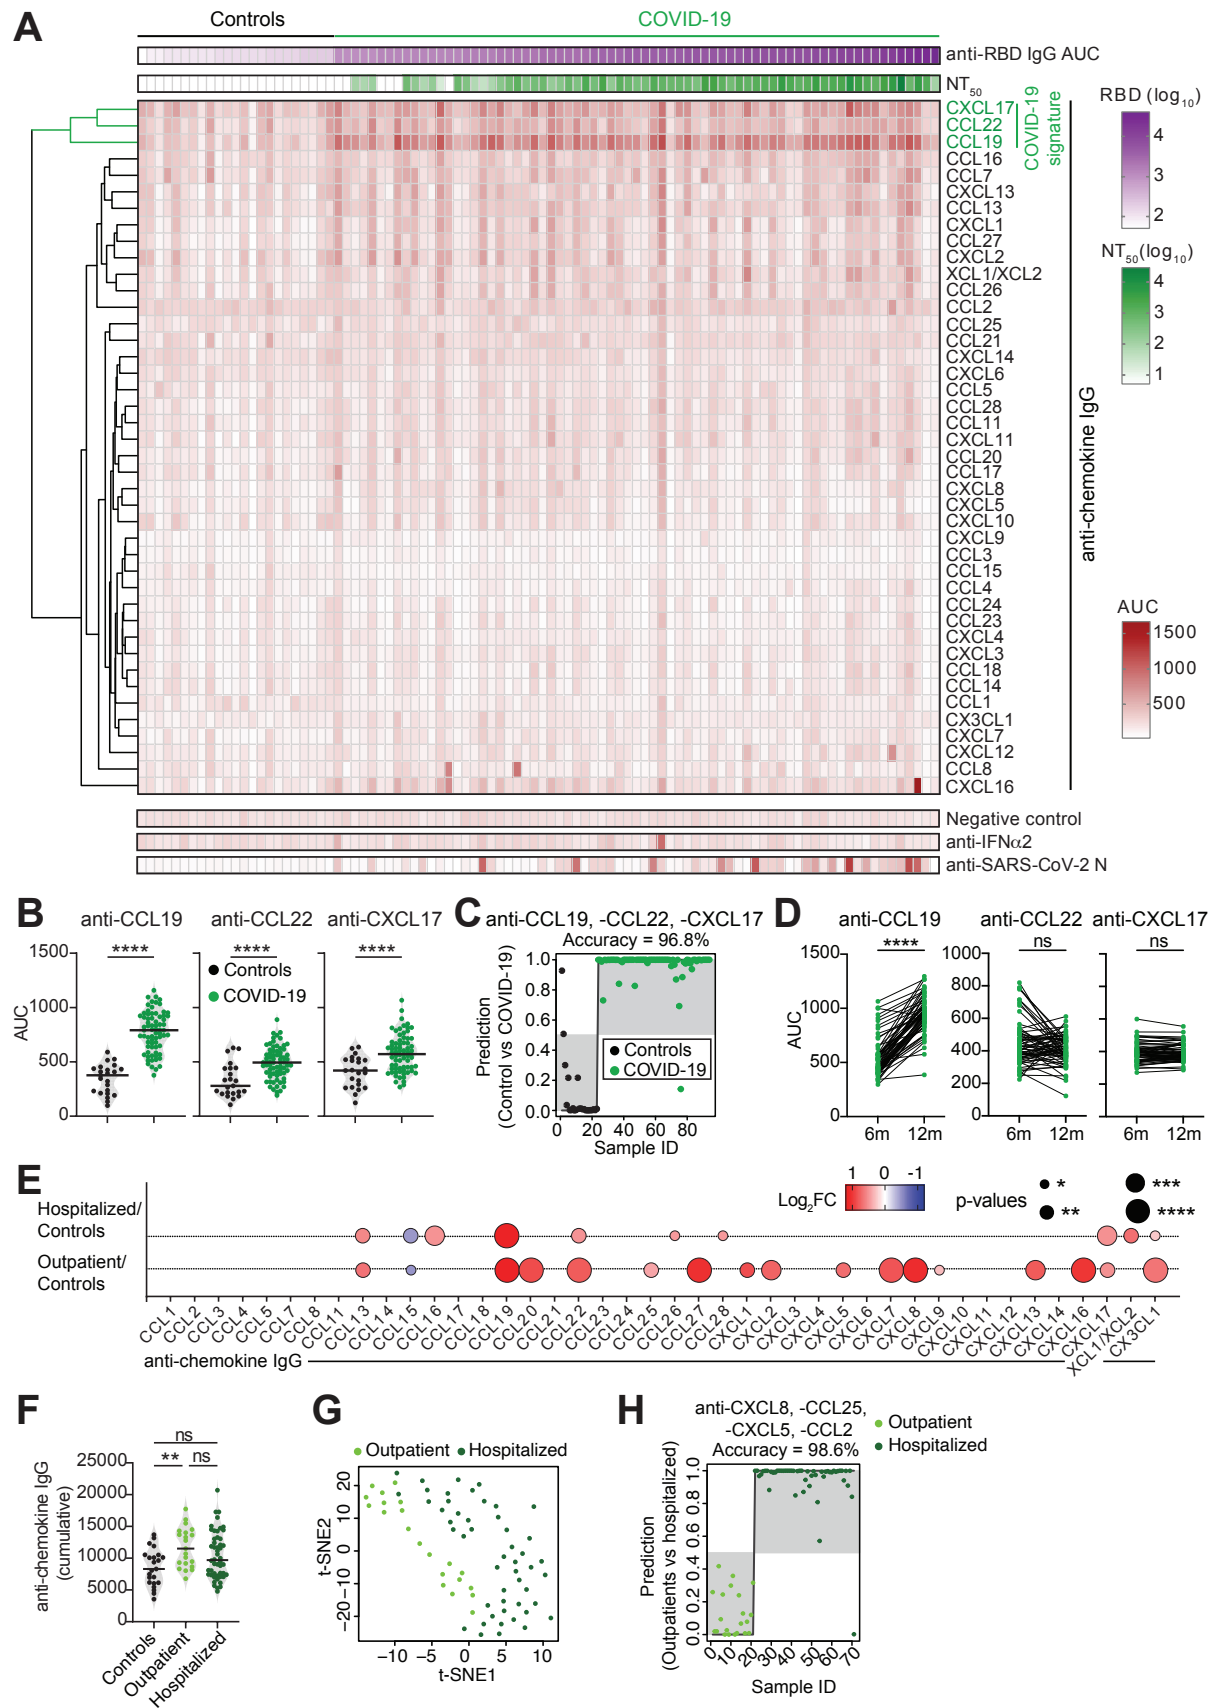 A
Controls
COVID-19
anti-RBD IgG AUC
NT50
CXCL17
CCL22
CCL19
COVID-19
signature
CCL16
CCL7
CXCL13
CCL13
CXCL1
CCL27
CXCL2
XCL1/XCL2
CCL26
CCL2
CCL25
CCL21
CXCL14
CXCL6
CCL5
CCL28
CCL11
CXCL11
CCL20
CCL17
CXCL8
CXCL5
CXCL10
CXCL9
CCL3
CCL15
CCL4
CCL24
CCL23
CXCL4
CXCL3
CCL18
CCL14
CCL1
CX3CL1
CXCL7
CXCL12
CCL8
CXCL16
anti-chemokine IgG
RBD (log10)
4
3
2
NT50(log10)
4
3
2
1
AUC
1500
1000
500
Negative control
anti-IFNα2
anti-SARS-CoV-2 N
B
anti-CCL19
anti-CCL22
anti-CXCL17
AUC
1500
1000
500
0
****
****
****
Controls
COVID-19
C
anti-CCL19, -CCL22, -CXCL17
Accuracy = 96.8%
Prediction
(Control vs COVID-19)
1.0
0.8
0.6
0.4
0.2
0.0
Controls
COVID-19
0 20 40 60 80
Sample ID
D
anti-CCL19
anti-CCL22
anti-CXCL17
AUC
1500
1000
500
0
****
1000
800
600
400
200
0
ns
ns
6m 12m
6m 12m
6m 12m
E
Log2FC
1 0 -1
p-values
*
**
***
****
Hospitalized/
Controls
Outpatient/
Controls
CCL1
CCL2
CCL3
CCL4
CCL5
CCL7
CCL8
CCL11
CCL13
CCL14
CCL15
CCL16
CCL17
CCL18
CCL19
CCL20
CCL21
CCL22
CCL23
CCL24
CCL25
CCL26
CCL27
CCL28
CXCL1
CXCL2
CXCL3
CXCL4
CXCL5
CXCL6
CXCL7
CXCL8
CXCL9
CXCL10
CXCL11
CXCL12
CXCL13
CXCL14
CXCL16
CXCL17
XCL1/XCL2
CX3CL1
anti-chemokine IgG
F
anti-chemokine IgG
(cumulative)
25000
20000
15000
10000
5000
0
ns
** ns
Controls
Outpatient
Hospitalized
G
Outpatient
Hospitalized
t-SNE2
20
10
0
−10
−20
−10 −5 0 5 10
t-SNE1
H
anti-CXCL8, -CCL25,
-CXCL5, -CCL2
Accuracy = 98.6%
Outpatient
Hospitalized
Prediction
(Outpatients vs hospitalized)
1.0
0.8
0.6
0.4
0.2
0.0
0 10 20 30 40 50 60 70
Sample ID